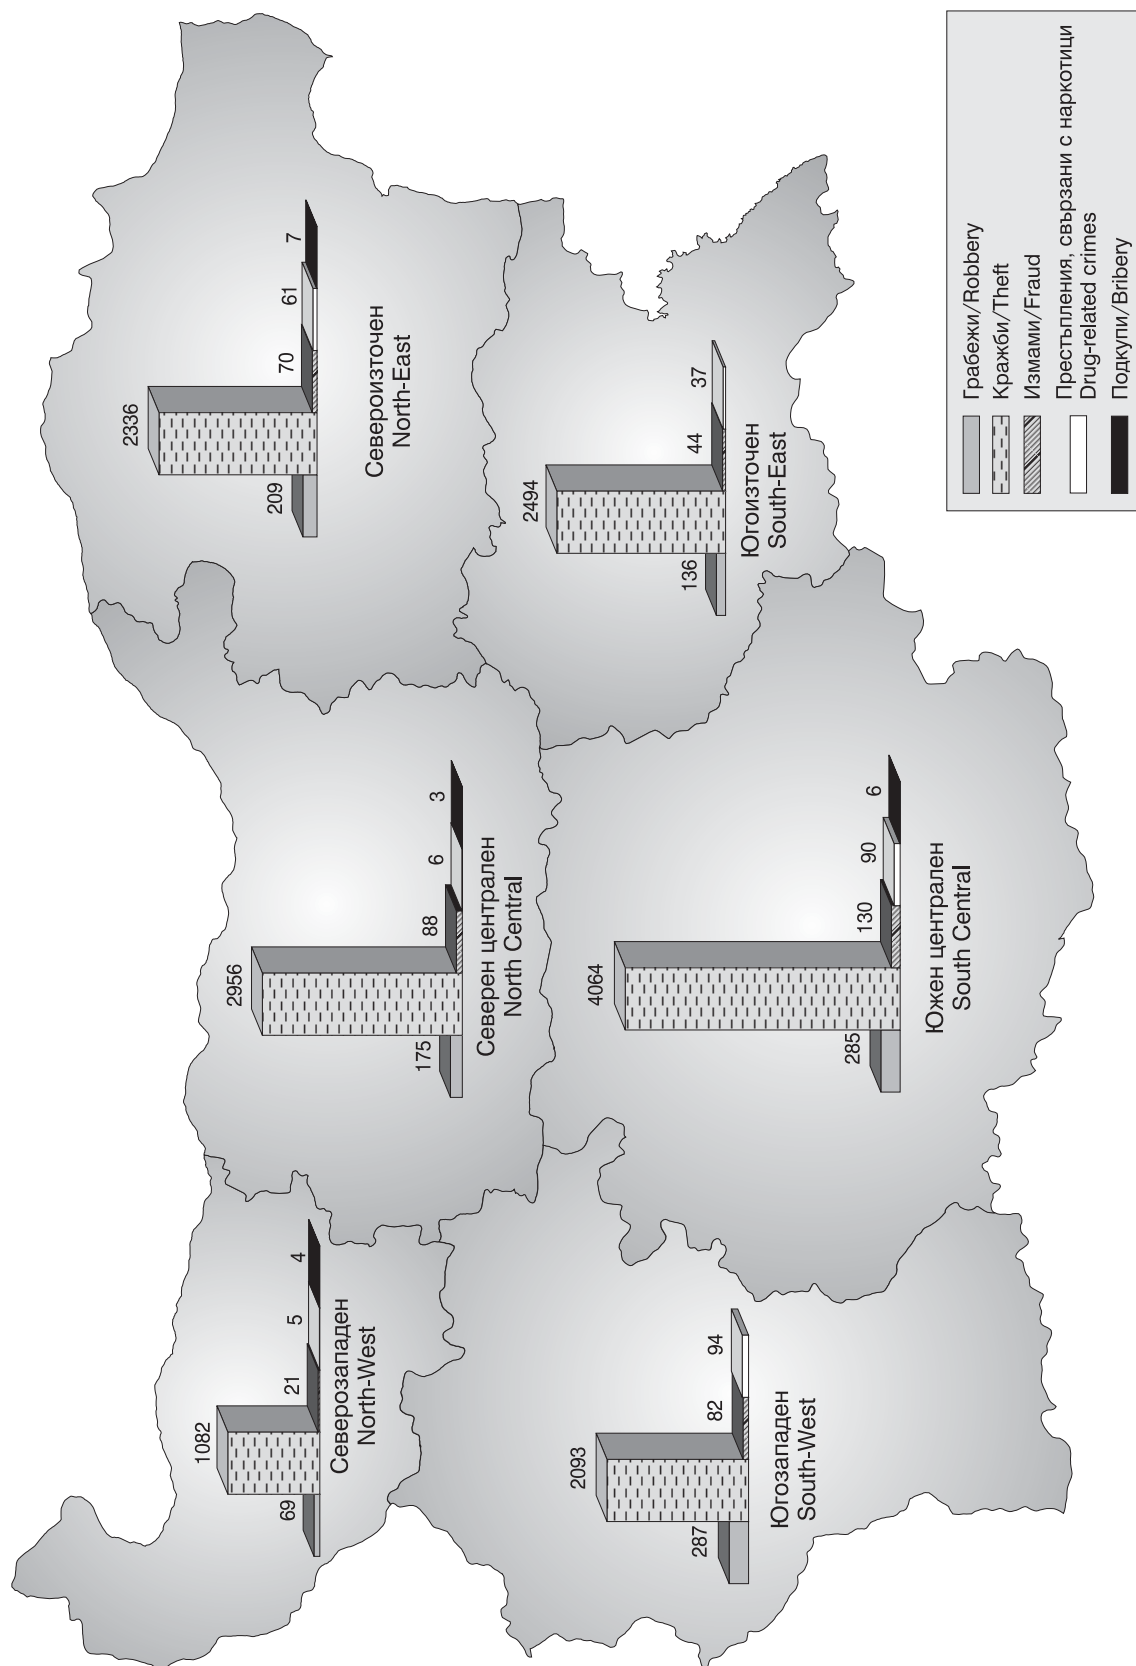 1082
69
21
5
4
Северозападен
North-West
2956
175
88
6
3
Северен централен
North Central
2336
209
70
61
7
Североизточен
North-East
2093
287
82
94
Югозападен
South-West
4064
285
130
90
6
Южен централен
South Central
2494
136
44
37
Югоизточен
South-East
Грабежи/Robbery
Кражби/Theft
Измами/Fraud
Престъпления, свързани с наркотици
Drug-related crimes
Подкупи/Bribery